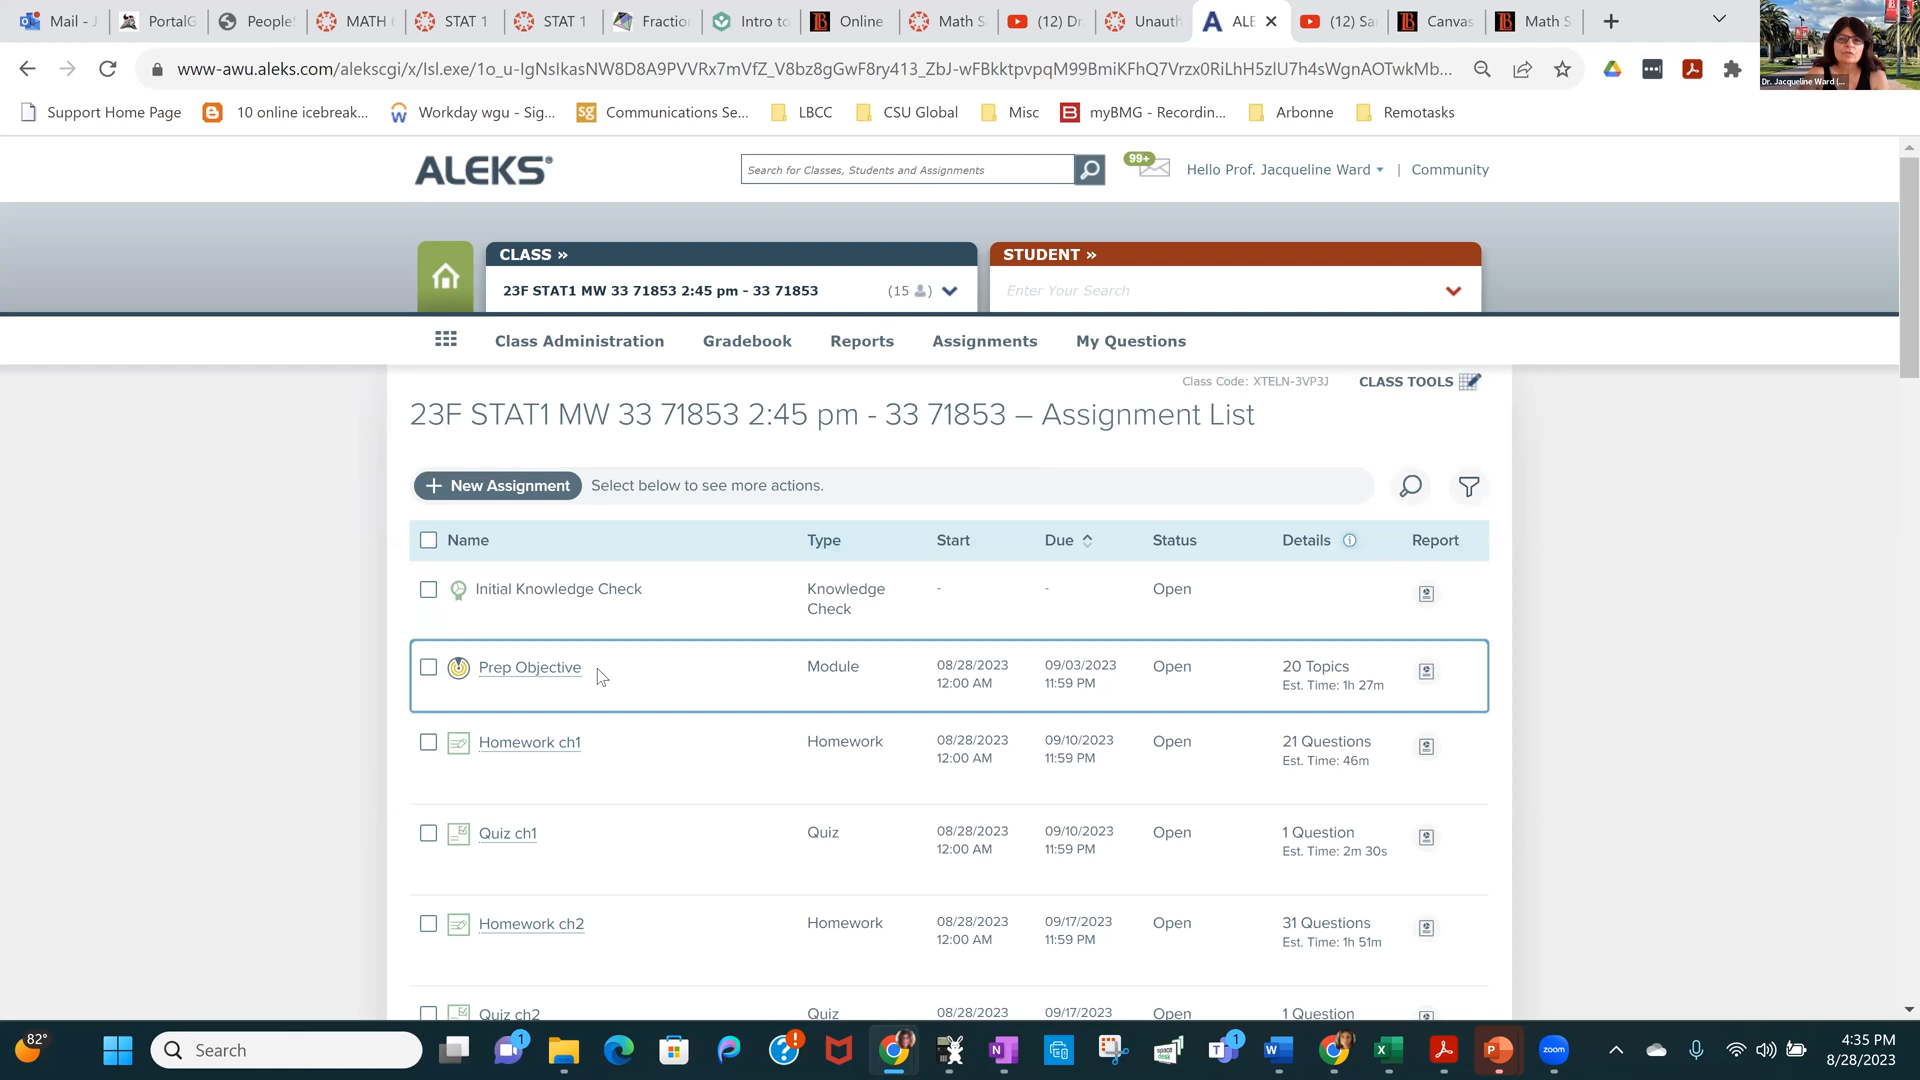 Mail - J
PortalG
People
MATH
STAT 1
STAT 1
Fractio
Intro to
Online
Math S
(12) Dr
Unauth
ALE
(12) Sa
Canvas
Math S
www-awu.aleks.com/alekscgi/x/Isl.exe/1o_u-IgNsIkasNW8D8A9PVVRx7mVfZ_V8bz8gGwF8ry413_ZbJ-wFBkktpvpqM99BmiKFhQ7Vrzx0RiLhH5zlU7h4sWgnAOTwkMb...
Dr. Jacqueline Ward (...
Support Home Page
10 online icebreak...
Workday wgu - Sig...
sg
Communications Se...
LBCC
CSU Global
Misc
B
myBMG - Recordin...
Arbonne
Remotasks
ALEKS®
Search for Classes, Students and Assignments
99+
Hello Prof. Jacqueline Ward
|
Community
CLASS »
STUDENT »
23F STAT1 MW 33 71853 2:45 pm - 33 71853
(15 )
Enter Your Search
Class Administration
Gradebook
Reports
Assignments
My Questions
Class Code: XTELN-3VP3J
CLASS TOOLS
23F STAT1 MW 33 71853 2:45 pm - 33 71853 – Assignment List
+ New Assignment
Select below to see more actions.
Name
Type
Start
Due
Status
Details
Report
Initial Knowledge Check
Knowledge
Check
-
-
Open
Prep Objective
Module
08/28/2023
12:00 AM
09/03/2023
11:59 PM
Open
20 Topics
Est. Time: 1h 27m
Homework ch1
Homework
08/28/2023
12:00 AM
09/10/2023
11:59 PM
Open
21 Questions
Est. Time: 46m
Quiz ch1
Quiz
08/28/2023
12:00 AM
09/10/2023
11:59 PM
Open
1 Question
Est. Time: 2m 30s
Homework ch2
Homework
08/28/2023
12:00 AM
09/17/2023
11:59 PM
Open
31 Questions
Est. Time: 1h 51m
Quiz ch2
Quiz
08/28/2023
09/17/2023
Open
1 Question
82°
Search
1
space
desk
1
zoom
4:35 PM
8/28/2023